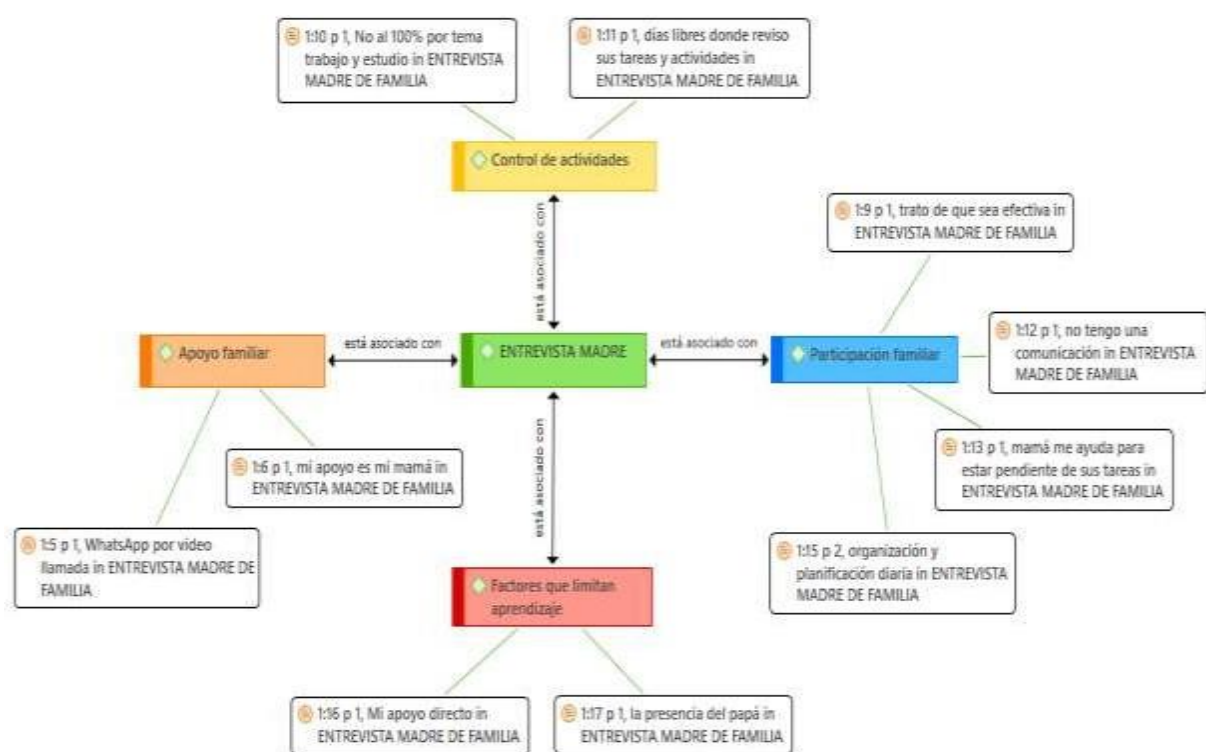 1:10 p 1, No al 100% por tema
trabajo y estudio in ENTREVISTA
MADRE DE FAMILIA
1:11 p 1, días libres donde reviso
sus tareas y actividades in
ENTREVISTA MADRE DE FAMILIA
Control de actividades
está asociado con
1:9 p 1, trato de que sea efectiva in
ENTREVISTA MADRE DE FAMILIA
Apoyo familiar
está asociado con
ENTREVISTA MADRE
está asociado con
Participación familiar
1:12 p 1, no tengo una
comunicación in ENTREVISTA
MADRE DE FAMILIA
1:6 p 1, mi apoyo es mi mamá in
ENTREVISTA MADRE DE FAMILIA
está asociado con
1:13 p 1, mamá me ayuda para
estar pendiente de sus tareas in
ENTREVISTA MADRE DE FAMILIA
1:5 p 1, WhatsApp por video
llamada in ENTREVISTA MADRE DE
FAMILIA
1:15 p 2, organización y
planificación diaria in ENTREVISTA
MADRE DE FAMILIA
Factores que limitan
aprendizaje
1:16 p 1, Mi apoyo directo in
ENTREVISTA MADRE DE FAMILIA
1:17 p 1, la presencia del papá in
ENTREVISTA MADRE DE FAMILIA